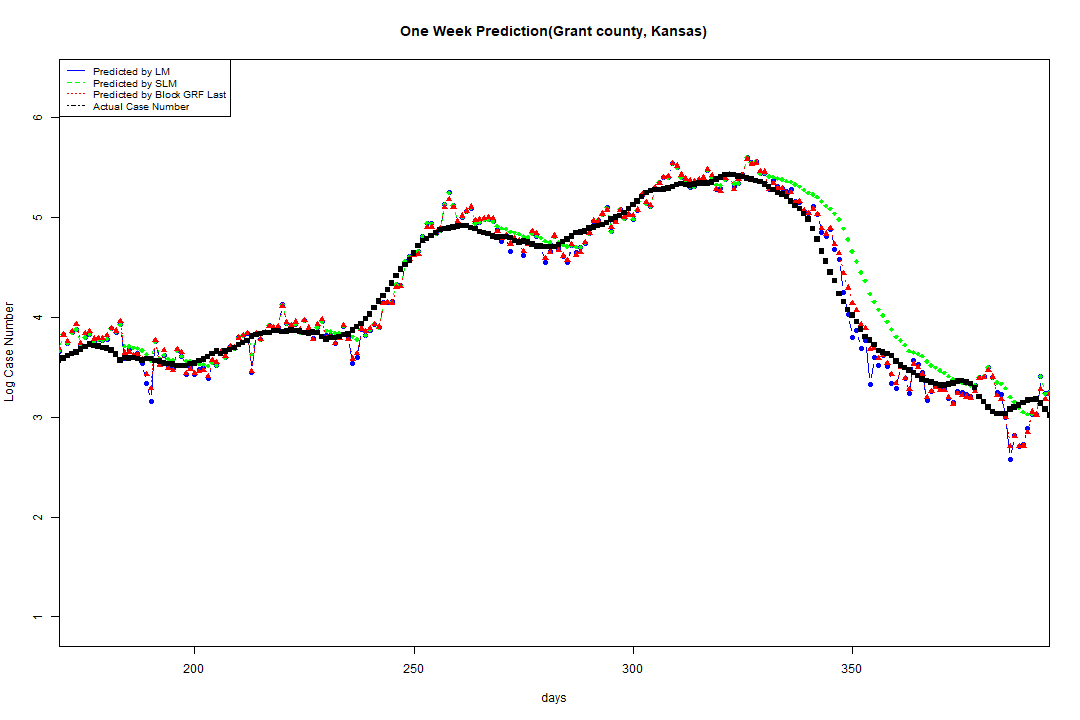 One Week Prediction(Grant county, Kansas)
Predicted by LM
Predicted by SLM
Predicted by Block GRF Last
Actual Case Number
6
5
4
3
2
1
Log Case Number
200
250
300
350
days